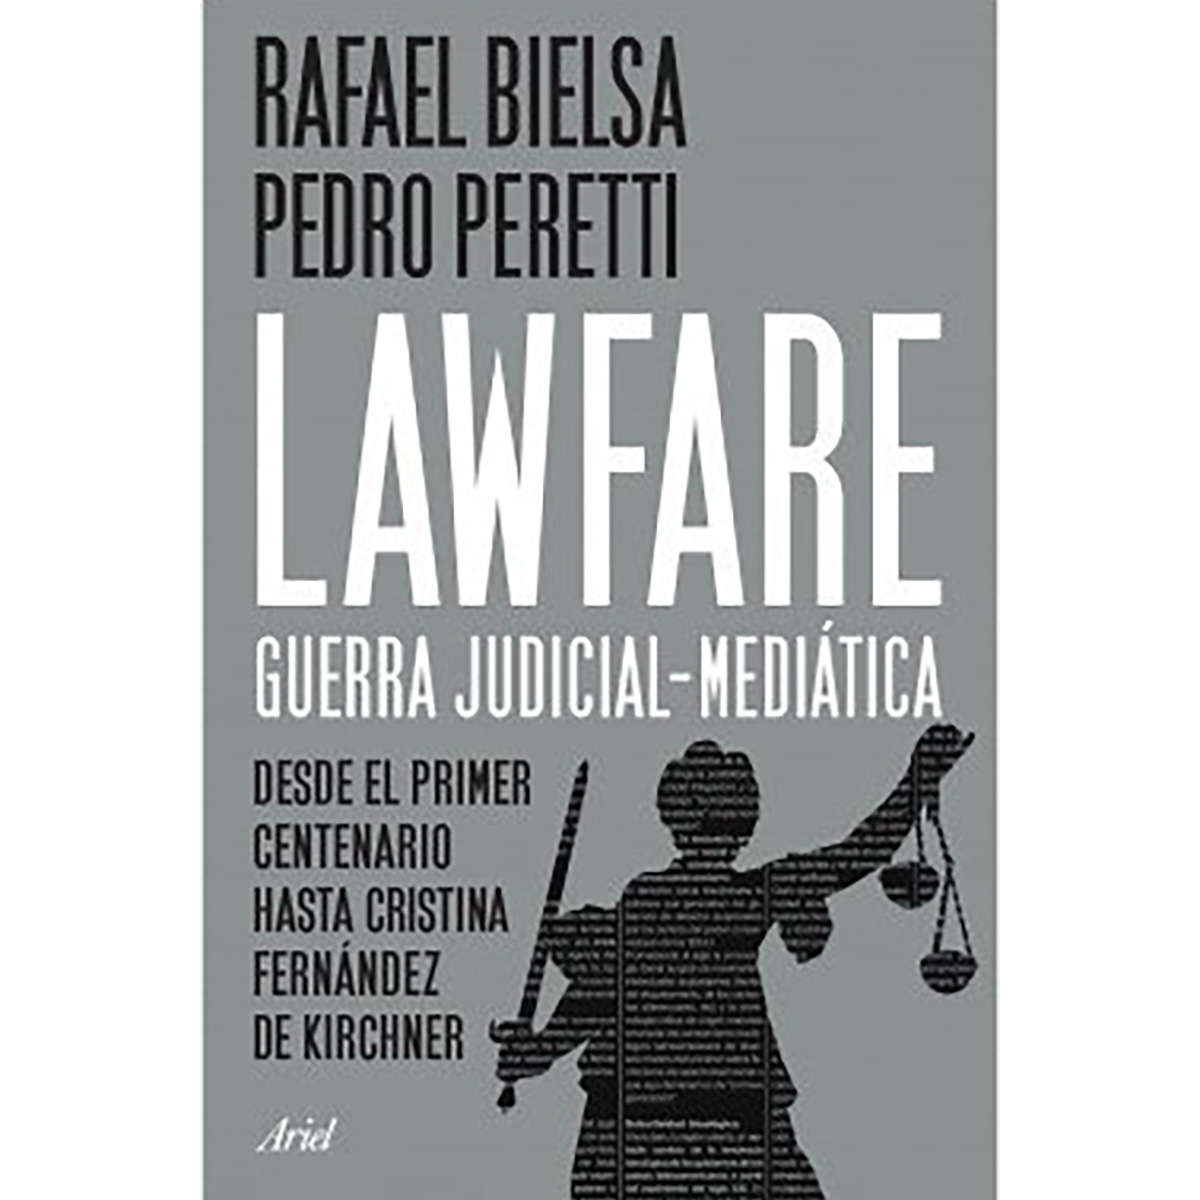 RAFAEL BIELSA
PEDRO PERETTI
LAWFARE
GUERRA JUDICIAL-MEDIÁTICA
DESDE EL PRIMER
CENTENARIO
HASTA CRISTINA
FERNÁNDEZ
DE KIRCHNER
Ariel